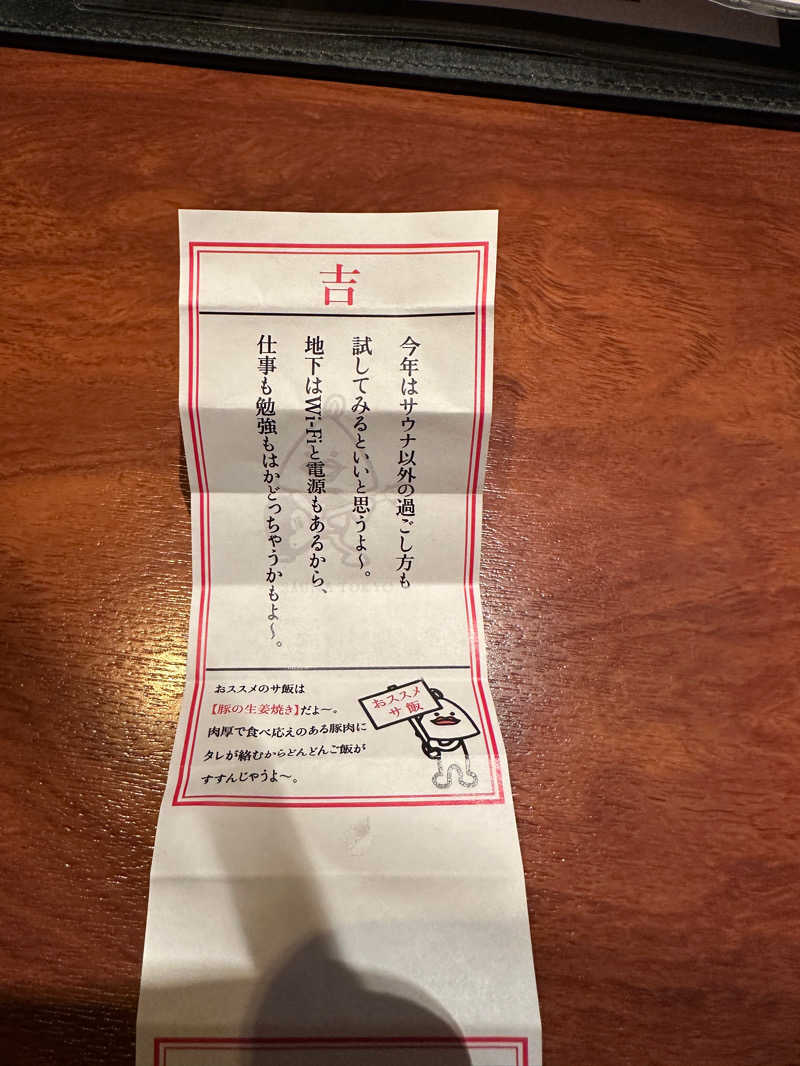 吉
今年はサウナ以外の過ごし方も
試してみるといいと思うよ〜。
地下はWi-Fiと電源もあるから、
仕事も勉強もはかどっちゃうかもよ〜。
おススメのサ飯は
【豚の生姜焼き】だよ〜。
肉厚で食べ応えのある豚肉に
タレが絡むからどんどんご飯が
すすんじゃうよ〜。
おススメ
サ飯